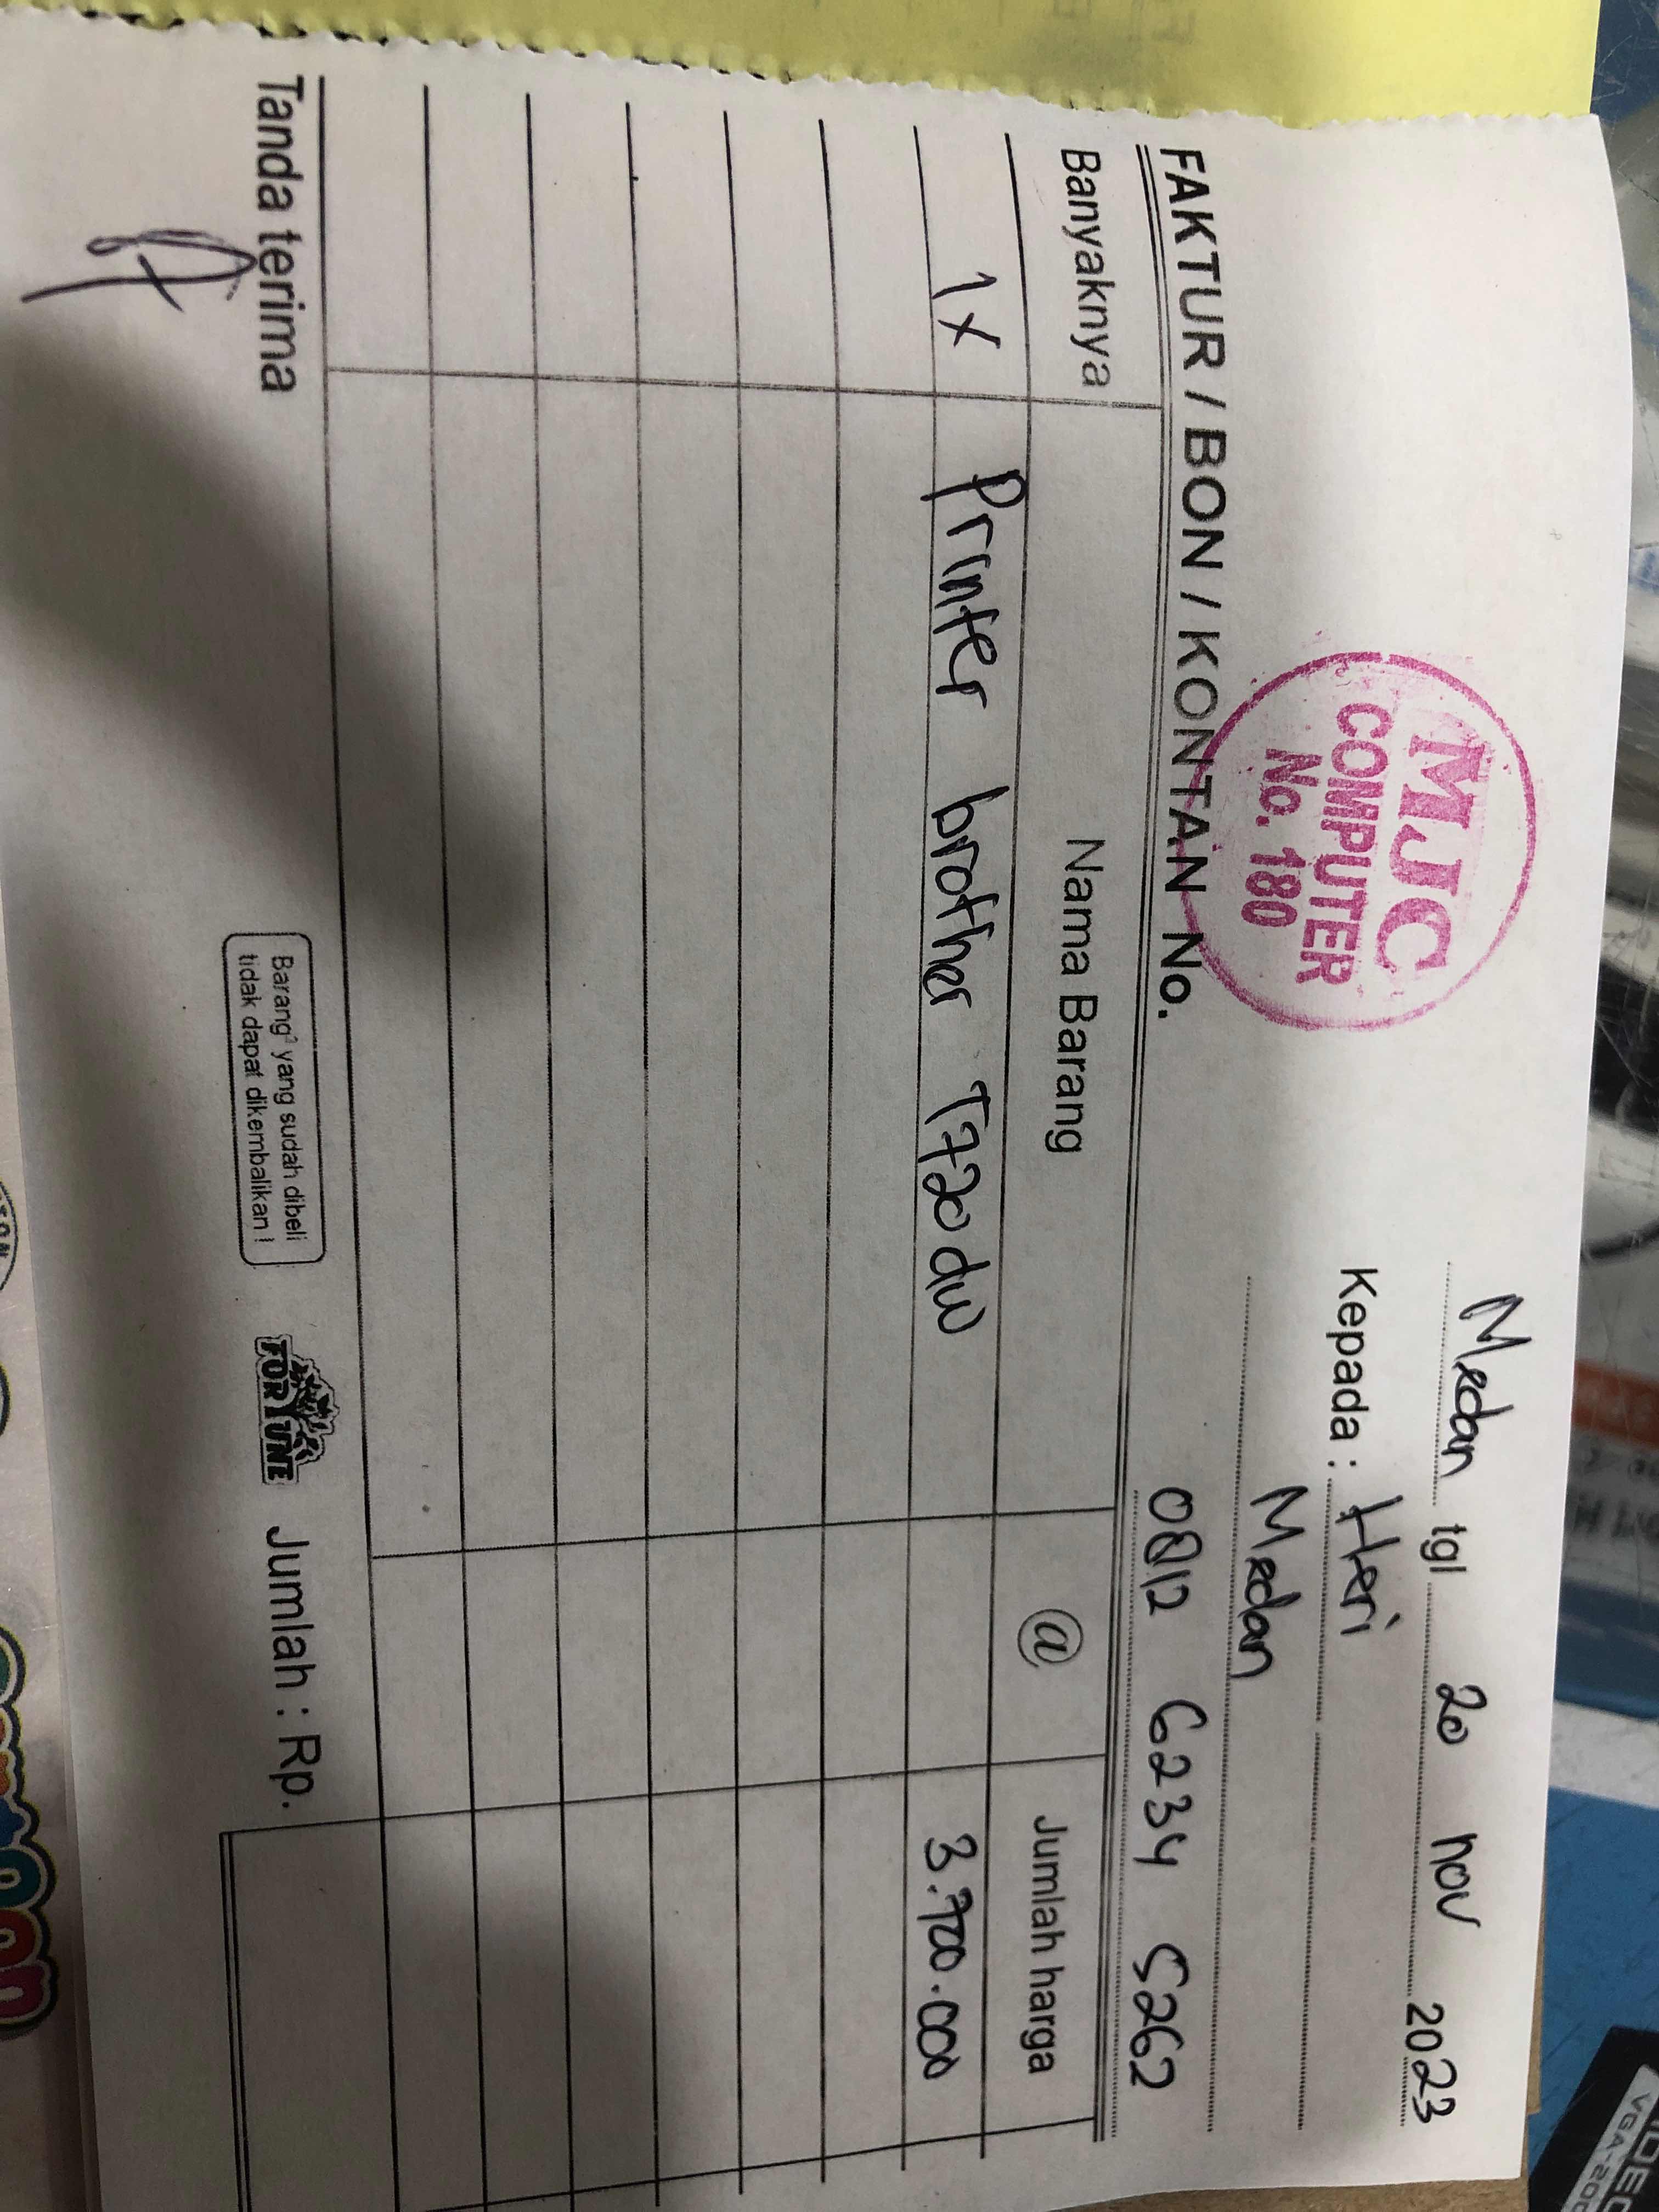 MJC
COMPUTER
No. 180
Medan tgl 20 nov 2023
Kepada : Heri
Medan
0812 6234 5262
FAKTUR / BON / KONTAN No.
Banyaknya Nama Barang @ Jumlah harga
1x Printer brother T720dw 3.700.000
Tanda terima
Barang² yang sudah dibeli
tidak dapat dikembalikan !
FORTUNE
Jumlah : Rp.